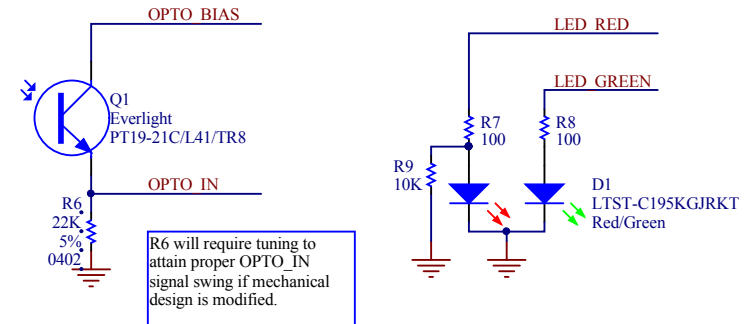 OPTO_BIAS
Q1
Everlight
PT19-21C/L41/TR8
OPTO_IN
R6
22K
5%
0402
R6 will require tuning to
attain proper OPTO_IN
signal swing if mechanical
design is modified.
LED_RED
LED_GREEN
R7
100
R8
100
R9
10K
D1
LTST-C195KGJRKT
Red/Green